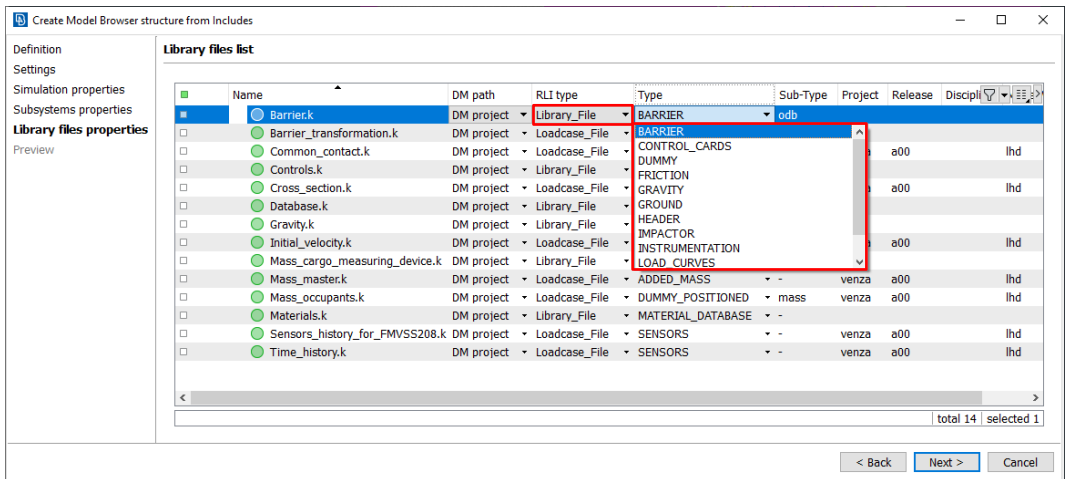 Create Model Browser structure from Includes
Definition
Settings
Simulation properties
Subsystems properties
Library files properties
Preview
Library files list
Name DM path RLI type Type Sub-Type Project Release Discipli
Barrier.k DM project Library_File BARRIER odb
Barrier_transformation.k DM project Loadcase_File
Common_contact.k DM project Loadcase_File a00 lhd
Controls.k DM project Library_File
Cross_section.k DM project Loadcase_File a00 lhd
Database.k DM project Library_File
Gravity.k DM project Library_File
Initial_velocity.k DM project Loadcase_File a00 lhd
Mass_cargo_measuring_device.k DM project Library_File
Mass_master.k DM project Loadcase_File ADDED_MASS - venza a00 lhd
Mass_occupants.k DM project Loadcase_File DUMMY_POSITIONED mass venza a00 lhd
Materials.k DM project Library_File MATERIAL_DATABASE -
Sensors_history_for_FMVSS208.k DM project Loadcase_File SENSORS - venza a00 lhd
Time_history.k DM project Loadcase_File SENSORS - venza a00 lhd
BARRIER
CONTROL_CARDS
DUMMY
FRICTION
GRAVITY
GROUND
HEADER
IMPACTOR
INSTRUMENTATION
LOAD_CURVES
total 14 selected 1
< Back Next > Cancel